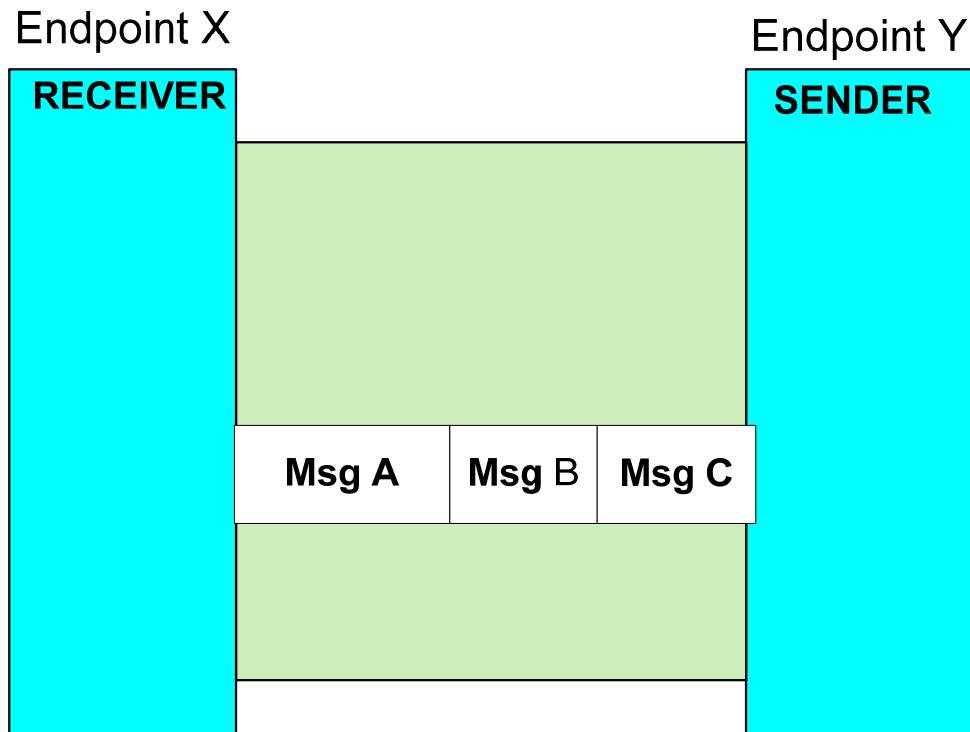 Endpoint X
Endpoint Y
RECEIVER
SENDER
Msg A
Msg B
Msg C